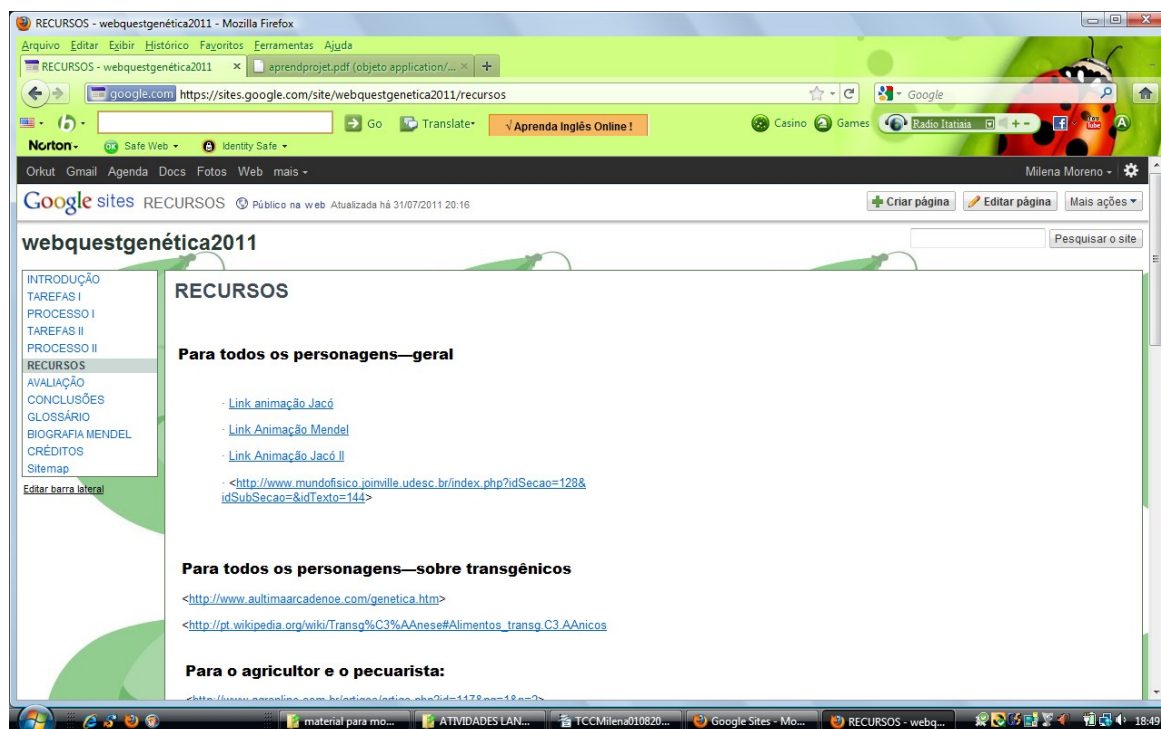 RECURSOS - webquestgenética2011 - Mozilla Firefox
Arquivo Editar Exibir Histórico Favoritos Ferramentas Ajuda
RECURSOS - webquestgenética2011 × aprendprojet.pdf (objeto application/... × +
google.com https://sites.google.com/site/webquestgenetica2011/recursos Google
Go Translate √Aprenda Inglês Online ! Casino Games Radio Itatiaia
Norton Safe Web Identity Safe
Orkut Gmail Agenda Docs Fotos Web mais Milena Moreno
Google sites RECURSOS Público na web Atualizada há 31/07/2011 20:16 Criar página Editar página Mais ações
webquestgenética2011 Pesquisar o site
INTRODUÇÃO
TAREFAS I
PROCESSO I
TAREFAS II
PROCESSO II
RECURSOS
AVALIAÇÃO
CONCLUSÕES
GLOSSÁRIO
BIOGRAFIA MENDEL
CRÉDITOS
Sitemap
Editar barra lateral
RECURSOS
Para todos os personagens—geral
· Link animação Jacó
· Link Animação Mendel
· Link Animação Jacó II
· <http://www.mundofisico.joinville.udesc.br/index.php?idSecao=128&
idSubSecao=&idTexto=144>
Para todos os personagens—sobre transgênicos
<http://www.aultimaarcadenoe.com/genetica.htm>
<http://pt.wikipedia.org/wiki/Transg%C3%AAnese#Alimentos_transg.C3.AAnicos
Para o agricultor e o pecuarista:
material para mo... ATIVIDADES LAN... TCCMilena010820... Google Sites - Mo... RECURSOS - webq... 18:49